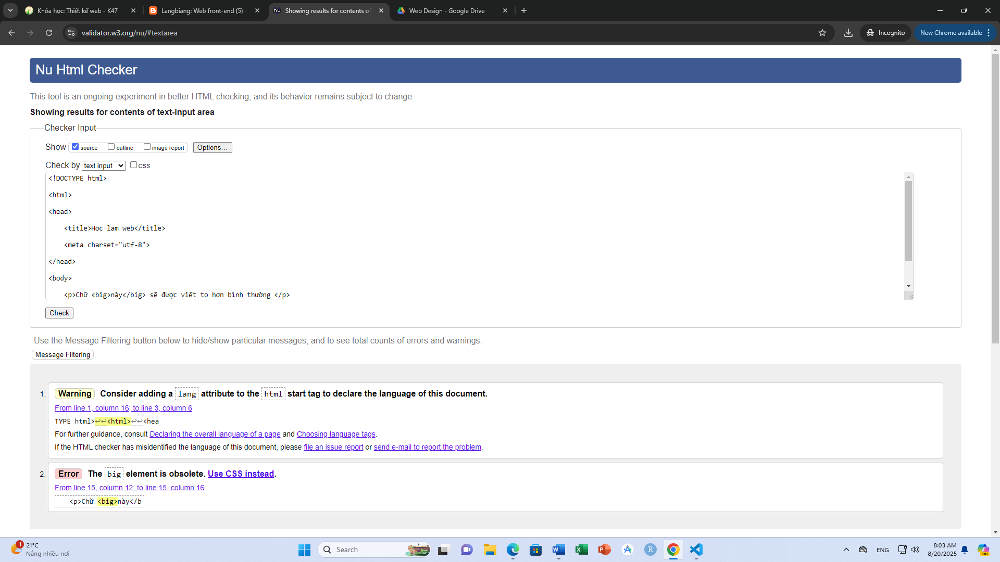 Khóa học: Thiết kế web - K47
Langbiang: Web front-end (5) -
nu Showing results for contents of
Web Design - Google Drive
validator.w3.org/nu/#textarea
Incognito
New Chrome available
Nu Html Checker
This tool is an ongoing experiment in better HTML checking, and its behavior remains subject to change
Showing results for contents of text-input area
Checker Input
Show source outline image report Options...
Check by text input css
<!DOCTYPE html>
<html>
<head>
<title>Hoc lam web</title>
<meta charset="utf-8">
</head>
<body>
<p>Chữ <big>này</big> sẽ được viết to hơn bình thường </p>
Check
Use the Message Filtering button below to hide/show particular messages, and to see total counts of errors and warnings.
Message Filtering
1. Warning Consider adding a lang attribute to the html start tag to declare the language of this document.
From line 1, column 16; to line 3, column 6
TYPE html>↩↩<html>↩↩<hea
For further guidance, consult Declaring the overall language of a page and Choosing language tags.
If the HTML checker has misidentified the language of this document, please file an issue report or send e-mail to report the problem.
2. Error The big element is obsolete. Use CSS instead.
From line 15, column 12; to line 15, column 16
<p>Chữ <big>này</b
1
21°C
Nắng nhiều nơi
Search
ENG
8:03 AM
8/20/2025
PRE